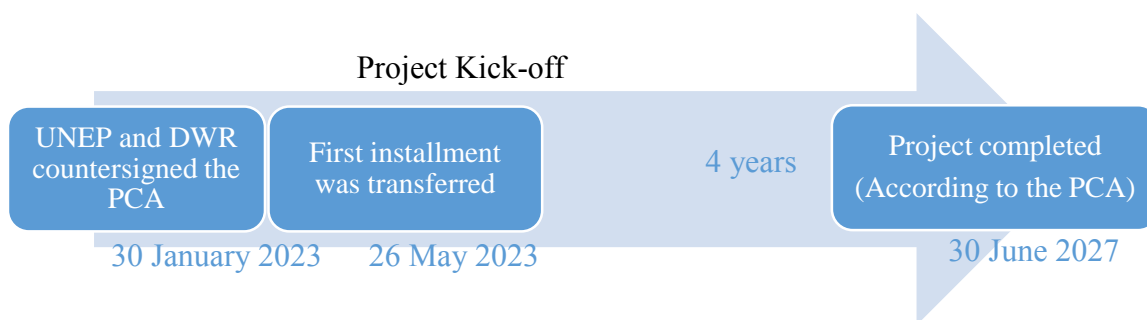 Project Kick-off
UNEP and DWR
countersigned the
PCA
First installment
was transferred
4 years
Project completed
(According to the PCA)
30 January 2023
26 May 2023
30 June 2027